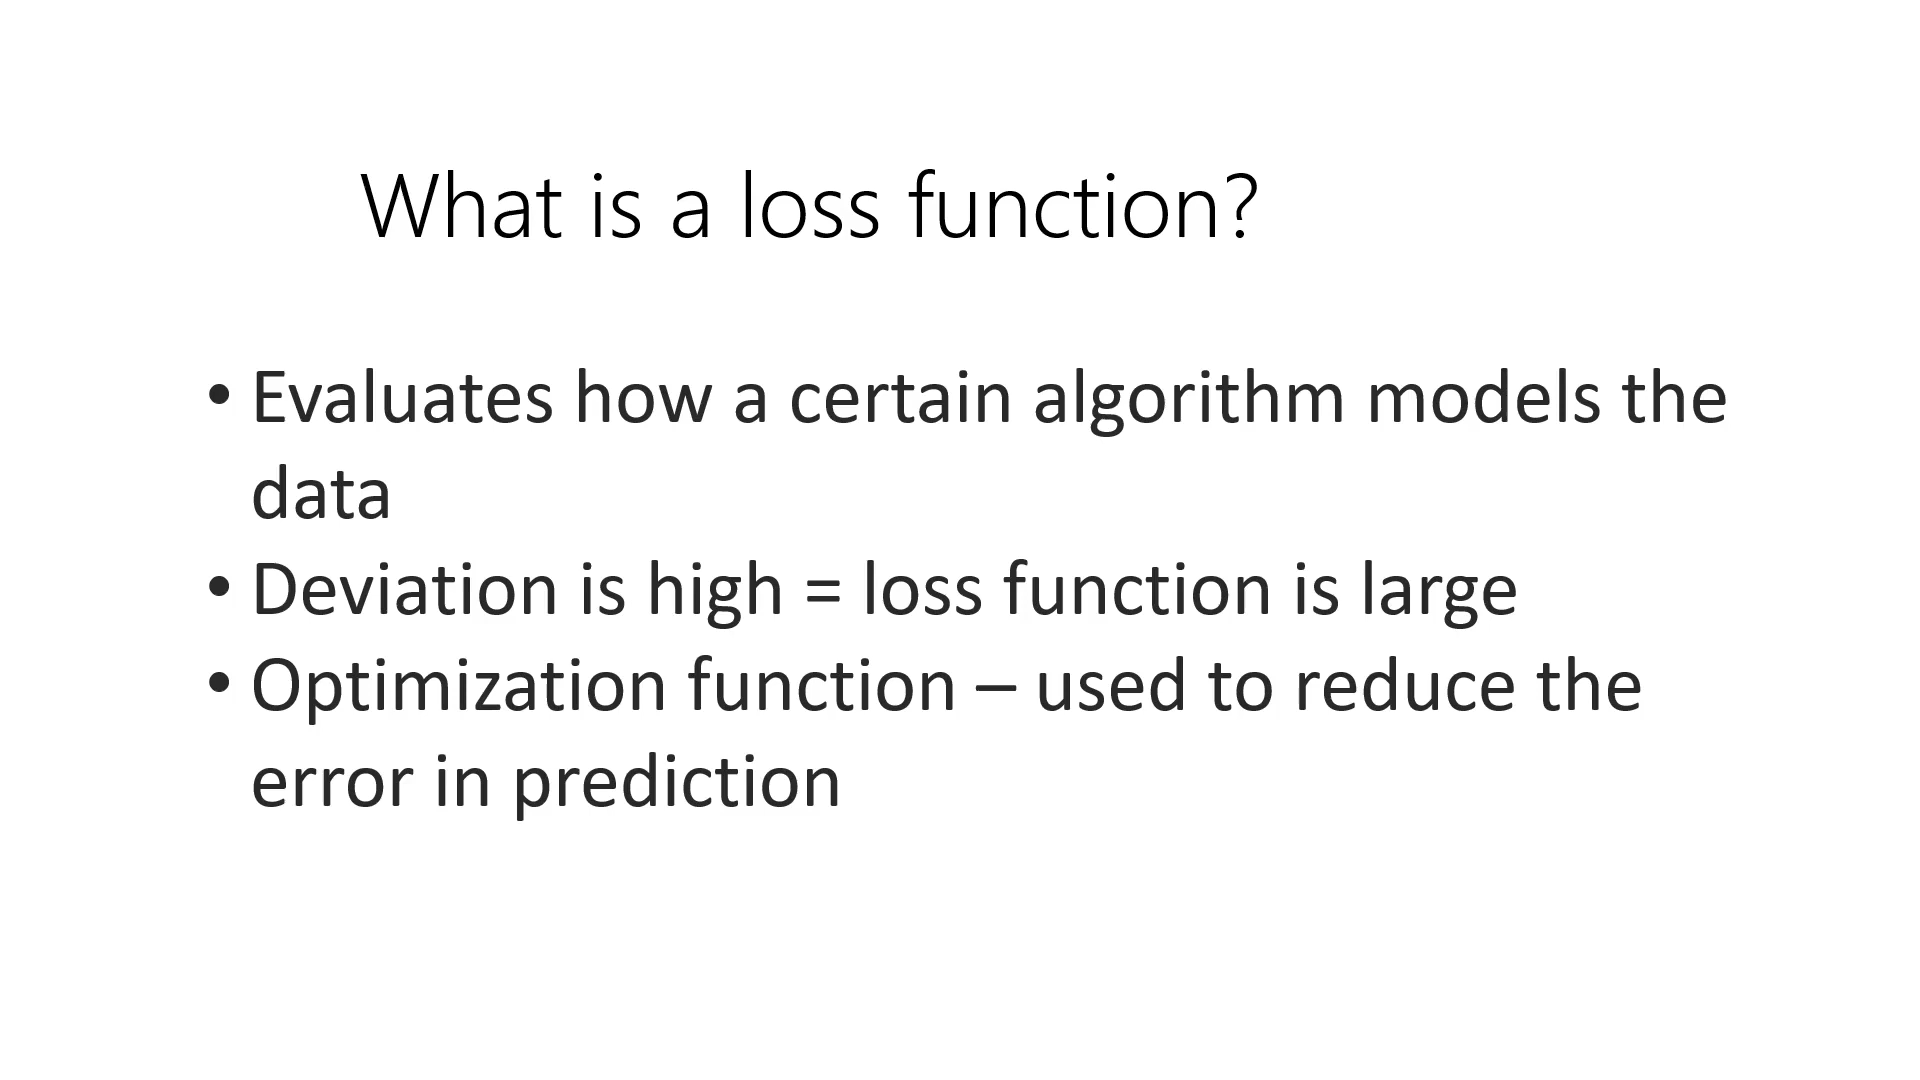 What is a loss function?
• Evaluates how a certain algorithm models the
data
• Deviation is high = loss function is large
• Optimization function – used to reduce the
error in prediction